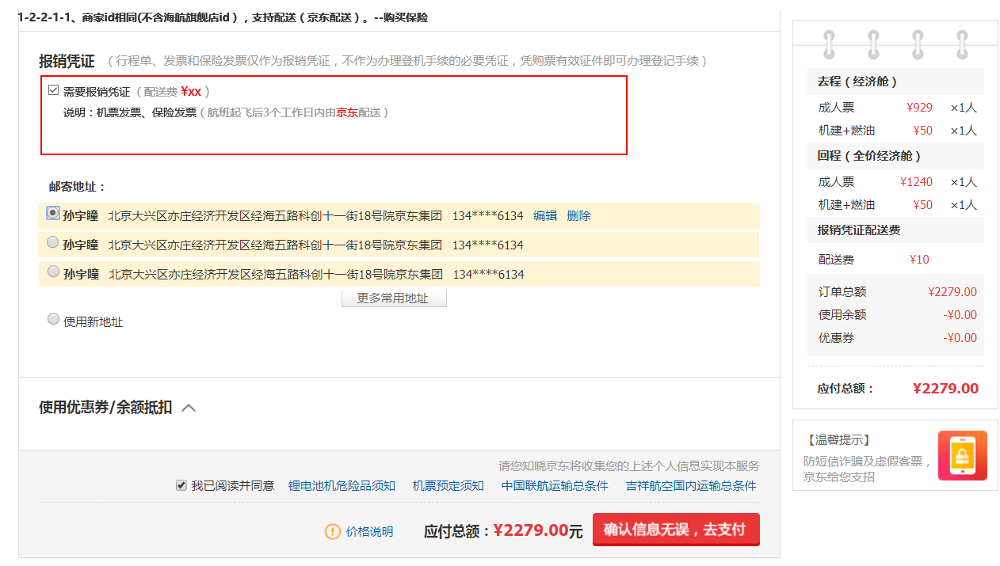 1-2-2-1-1、商家id相同(不含海航旗舰店id），支持配送（京东配送）。--购买保险
报销凭证 （行程单、发票和保险发票仅作为报销凭证，不作为办理登机手续的必要凭证，凭购票有效证件即可办理登记手续）
需要报销凭证（配送费 ¥xx ）
说明：机票发票、保险发票（航班起飞后3个工作日内由京东配送）
邮寄地址：
孙宇曈 北京大兴区亦庄经济开发区经海五路科创十一街18号院京东集团 134****6134 编辑 删除
孙宇曈 北京大兴区亦庄经济开发区经海五路科创十一街18号院京东集团 134****6134
孙宇曈 北京大兴区亦庄经济开发区经海五路科创十一街18号院京东集团 134****6134
更多常用地址
使用新地址
使用优惠券/余额抵扣
请您知晓京东将收集您的上述个人信息实现本服务
我已阅读并同意 锂电池机危险品须知 机票预定须知 中国联航运输总条件 吉祥航空国内运输总条件
价格说明 应付总额：¥2279.00元 确认信息无误，去支付
去程（经济舱）
成人票 ¥929 ×1人
机建+燃油 ¥50 ×1人
回程（全价经济舱）
成人票 ¥1240 ×1人
机建+燃油 ¥50 ×1人
报销凭证配送费
配送费 ¥10
订单总额 ¥2279.00
使用余额 -¥0.00
优惠券 -¥0.00
应付总额： ¥2279.00
【温馨提示】
防短信诈骗及虚假客票，
京东给您支招